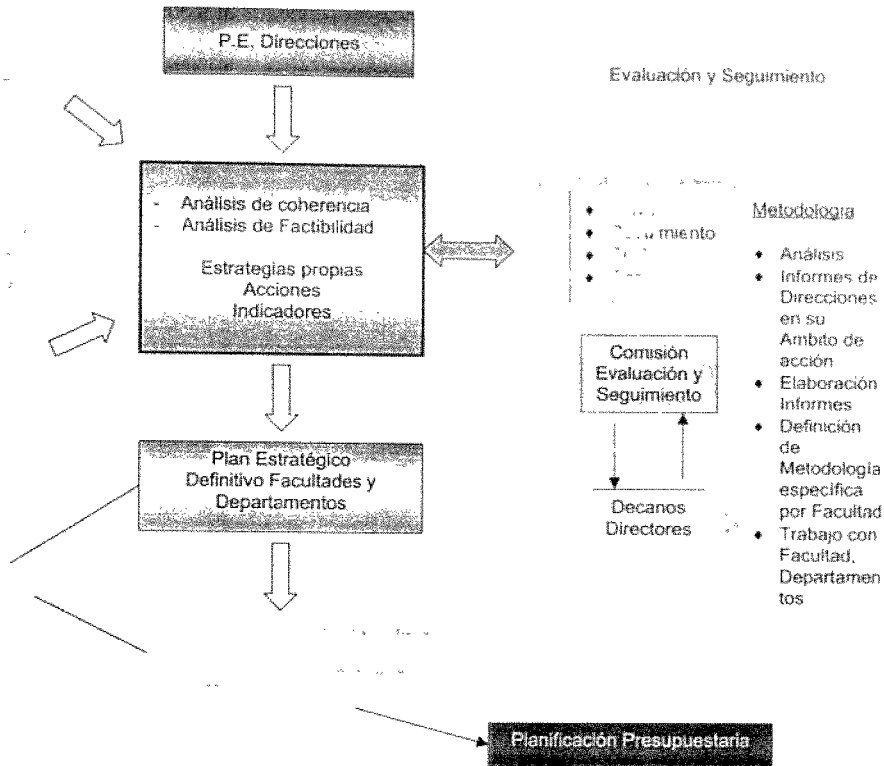 P.E. Direcciones
Evaluación y Seguimiento
- Análisis de coherencia
- Análisis de Factibilidad
Estrategias propias
Acciones
Indicadores
miento
Metodología
♦ Análisis
♦ Informes de
Direcciones
en su
Ambito de
acción
♦ Elaboración
Informes
♦ Definición
de
Metodología
específica
por Facultad
♦ Trabajo con
Facultad,
Departamen
tos
Comisión
Evaluación y
Seguimiento
Decanos
Directores
Plan Estratégico
Definitivo Facultades y
Departamentos
Planificación Presupuestaria